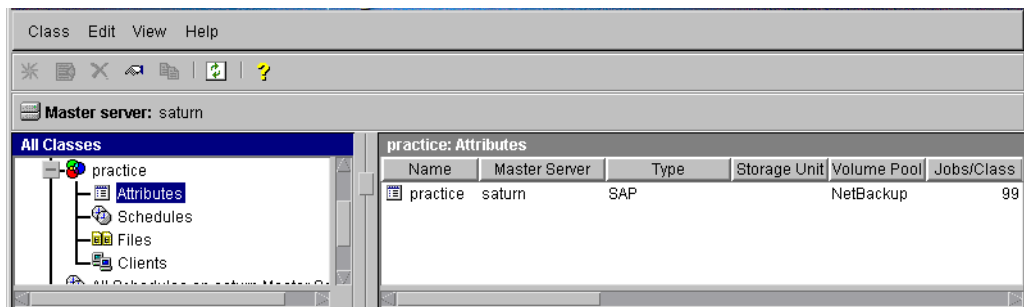 Class Edit View Help
Master server: saturn
All Classes
practice
Attributes
Schedules
Files
Clients
practice: Attributes
Name Master Server Type Storage Unit Volume Pool Jobs/Class
practice saturn SAP NetBackup 99